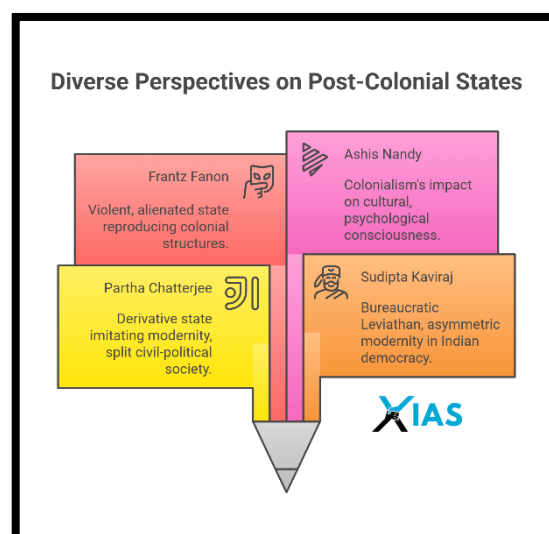 Diverse Perspectives on Post-Colonial States
Frantz Fanon
Violent, alienated state
reproducing colonial
structures.
Ashis Nandy
Colonialism's impact
on cultural,
psychological
consciousness.
Partha Chatterjee
Derivative state
imitating modernity,
split civil-political
society.
Sudipta Kaviraj
Bureaucratic
Leviathan, asymmetric
modernity in Indian
democracy.
XIAS